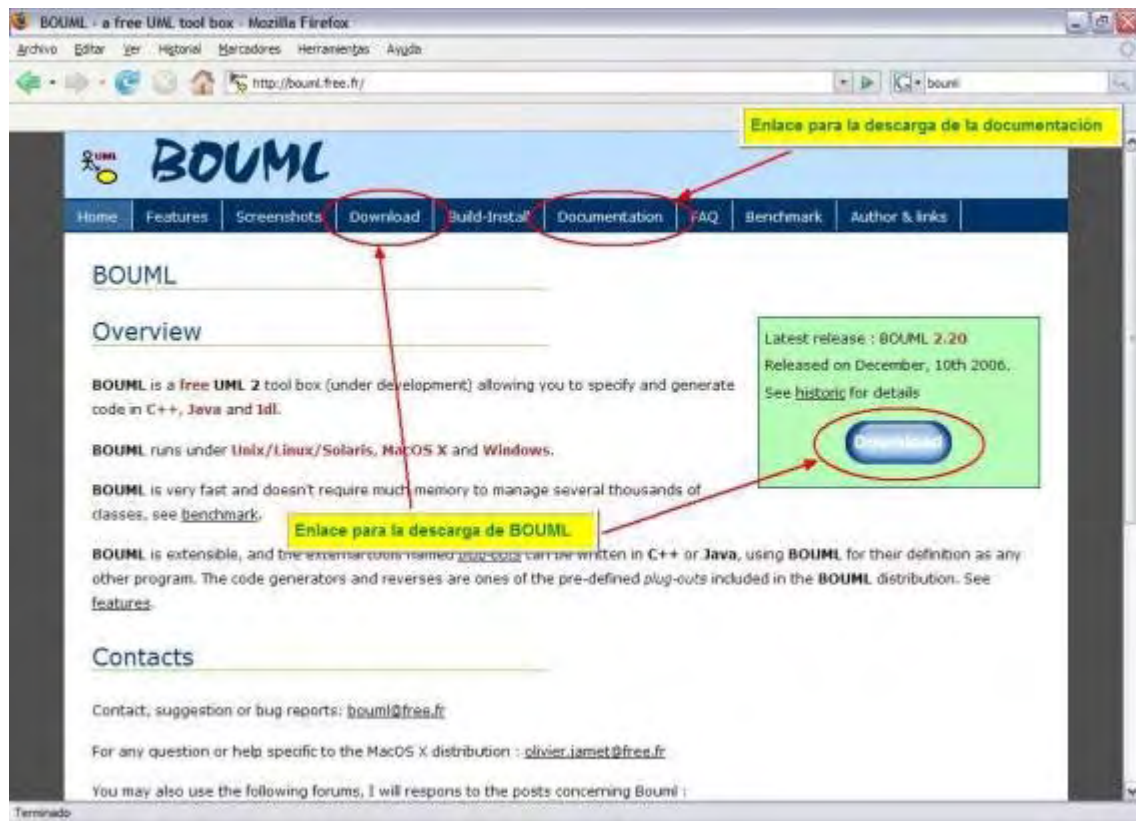 BOUML - a free UML tool box - Mozilla Firefox
Archivo Editar Ver Historial Marcadores Herramientas Ayuda
http://bouml.free.fr/ bouml
Enlace para la descarga de la documentación
UML BOUML
Home Features Screenshots Download Build-Install Documentation FAQ Benchmark Author & links
BOUML
Overview
Latest release : BOUML 2.20
Released on December, 10th 2006.
See historic for details
Download
BOUML is a free UML 2 tool box (under development) allowing you to specify and generate
code in C++, Java and Idl.
BOUML runs under Unix/Linux/Solaris, MacOS X and Windows.
BOUML is very fast and doesn't require much memory to manage several thousands of
classes, see benchmark.
Enlace para la descarga de BOUML
BOUML is extensible, and the external tools named plug-outs can be written in C++ or Java, using BOUML for their definition as any
other program. The code generators and reverses are ones of the pre-defined plug-outs included in the BOUML distribution. See
features.
Contacts
Contact, suggestion or bug reports: bouml@free.fr
For any question or help specific to the MacOS X distribution : olivier.jamet@free.fr
You may also use the following forums, I will respons to the posts concerning Bouml :
Terminado